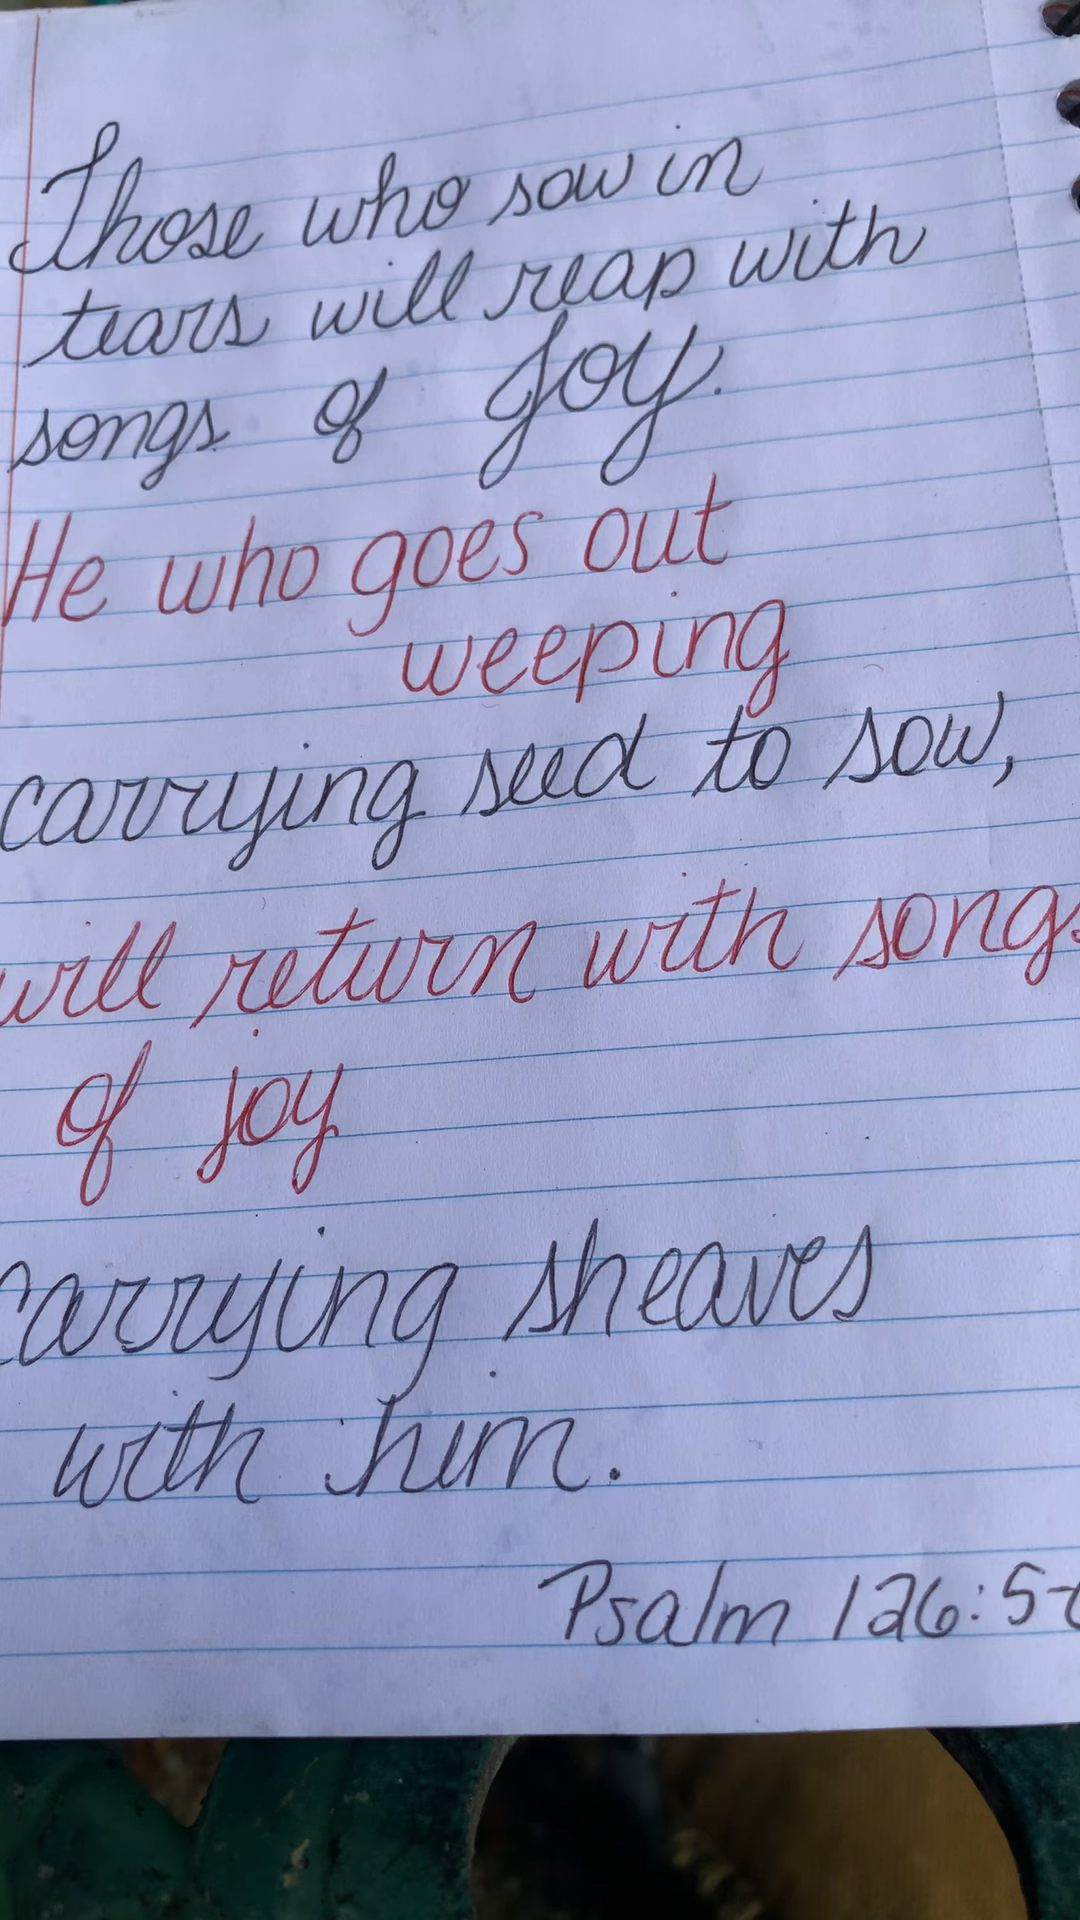 Those who sow in
tears will reap with
songs of Joy.
He who goes out
weeping
carrying seed to sow,
will return with songs
of joy
carrying sheaves
with him.
Psalm 126:5-